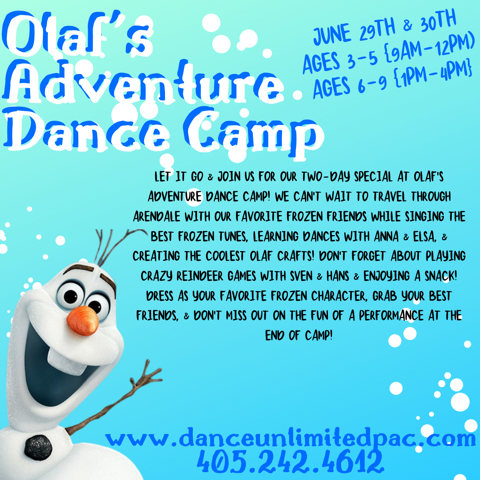 Olaf's
Adventure
Dance Camp
JUNE 29TH & 30TH
AGES 3-5 {9AM-12PM}
AGES 6-9 {1PM-4PM}
LET IT GO & JOIN US FOR OUR TWO-DAY SPECIAL AT OLAF'S
ADVENTURE DANCE CAMP! WE CAN'T WAIT TO TRAVEL THROUGH
ARENDALE WITH OUR FAVORITE FROZEN FRIENDS WHILE SINGING THE
BEST FROZEN TUNES, LEARNING DANCES WITH ANNA & ELSA, &
CREATING THE COOLEST OLAF CRAFTS! DON'T FORGET ABOUT PLAYING
CRAZY REINDEER GAMES WITH SVEN & HANS & ENJOYING A SNACK!
DRESS AS YOUR FAVORITE FROZEN CHARACTER, GRAB YOUR BEST
FRIENDS, & DON'T MISS OUT ON THE FUN OF A PERFORMANCE AT THE
END OF CAMP!
www.danceunlimitedpac.com
405.242.4612